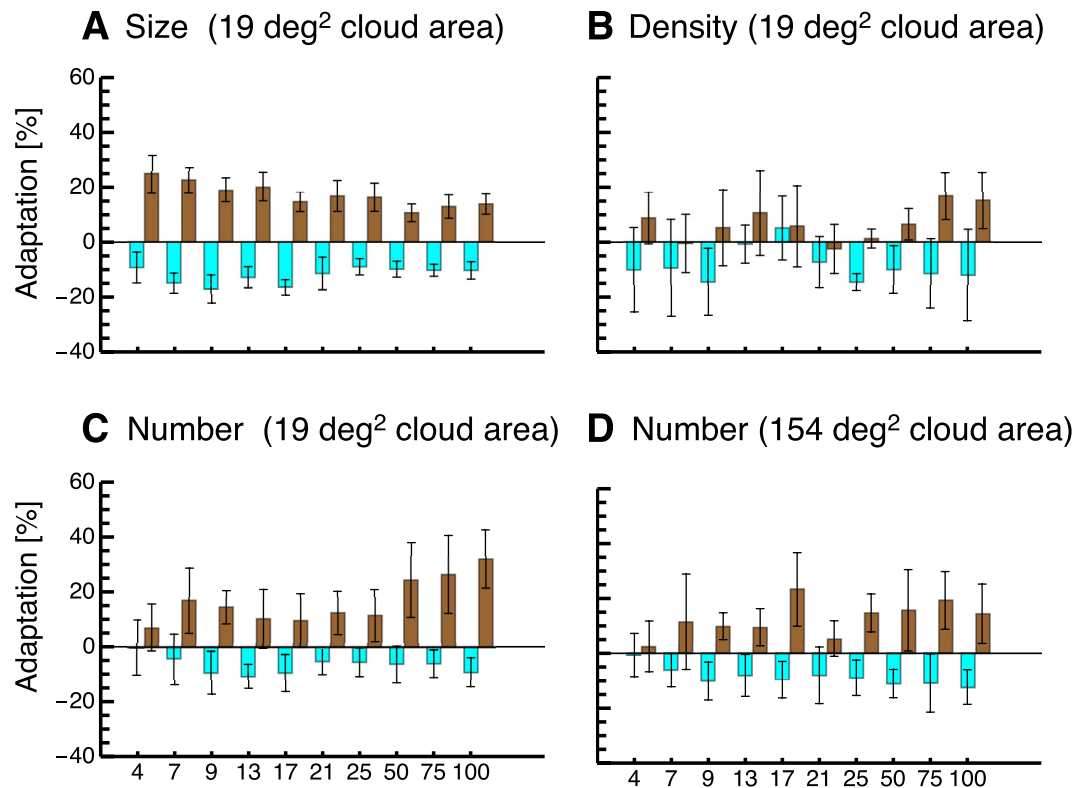 A Size (19 deg² cloud area)
B Density (19 deg² cloud area)
Adaptation [%]
60
40
20
0
−20
−40
C Number (19 deg² cloud area)
D Number (154 deg² cloud area)
Adaptation [%]
60
40
20
0
−20
−40
4 7 9 13 17 21 25 50 75 100
4 7 9 13 17 21 25 50 75 100